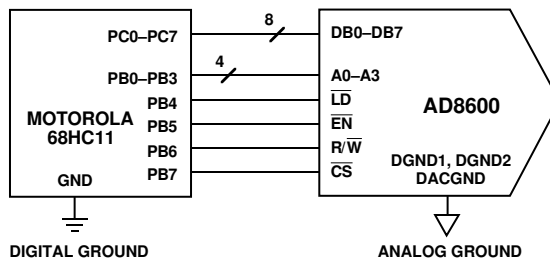 8
PC0–PC7
DB0–DB7
4
PB0–PB3
A0–A3
PB4
LD
MOTOROLA
68HC11
PB5
EN
AD8600
PB6
R/W
GND
PB7
CS
DGND1, DGND2
DACGND
DIGITAL GROUND
ANALOG GROUND